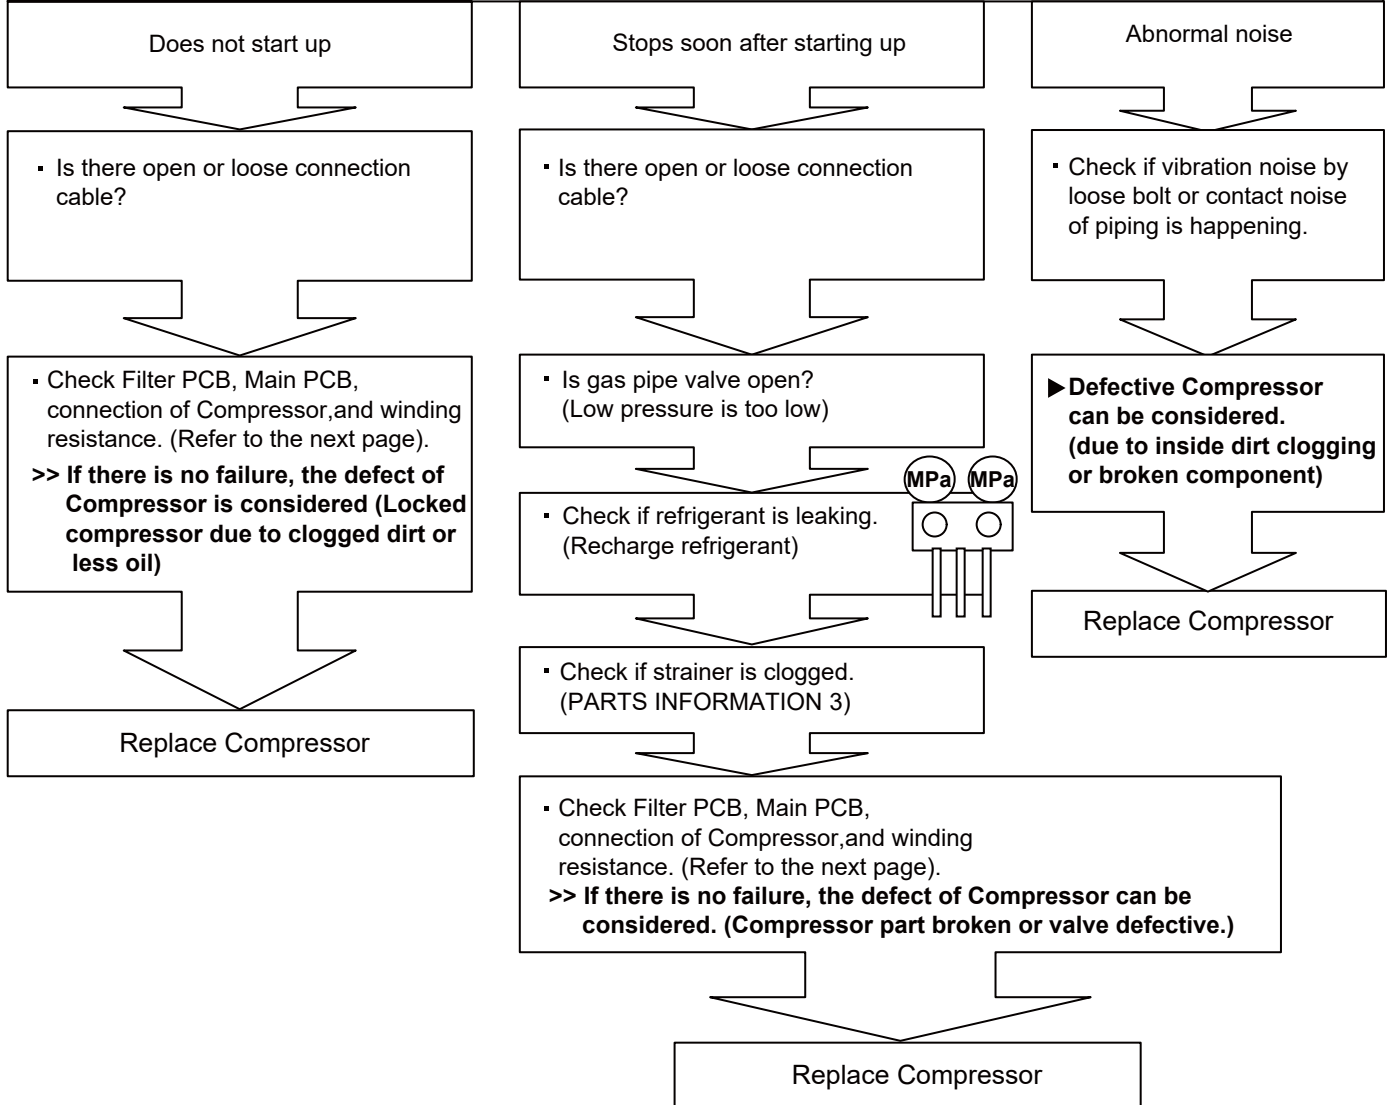 Does not start up
▪ Is there open or loose connection
cable?
▪ Check Filter PCB, Main PCB,
connection of Compressor,and winding
resistance. (Refer to the next page).
>> If there is no failure, the defect of
Compressor is considered (Locked
compressor due to clogged dirt or
less oil)
Replace Compressor
Stops soon after starting up
▪ Is there open or loose connection
cable?
▪ Is gas pipe valve open?
(Low pressure is too low)
MPa MPa
▪ Check if refrigerant is leaking.
(Recharge refrigerant)
▪ Check if strainer is clogged.
(PARTS INFORMATION 3)
▪ Check Filter PCB, Main PCB,
connection of Compressor,and winding
resistance. (Refer to the next page).
>> If there is no failure, the defect of Compressor can be
considered. (Compressor part broken or valve defective.)
Replace Compressor
Abnormal noise
▪ Check if vibration noise by
loose bolt or contact noise
of piping is happening.
▶Defective Compressor
can be considered.
(due to inside dirt clogging
or broken component)
Replace Compressor